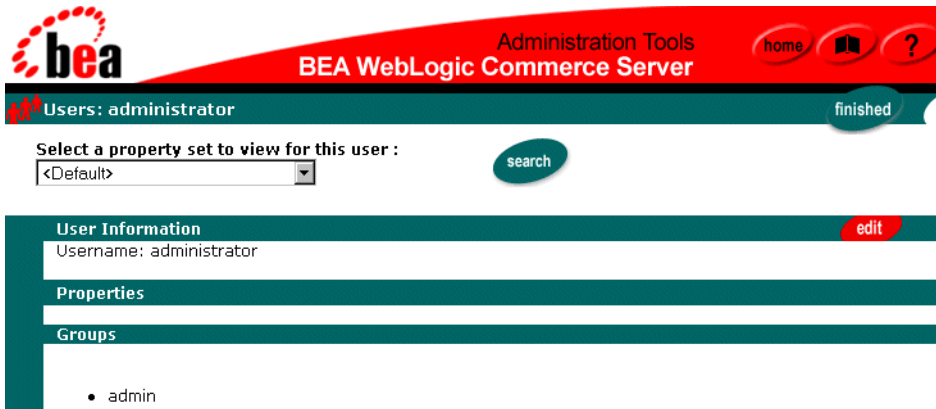 bea
Administration Tools
BEA WebLogic Commerce Server
home
?
Users: administrator
finished
Select a property set to view for this user :
<Default>
search
User Information
edit
Username: administrator
Properties
Groups
• admin